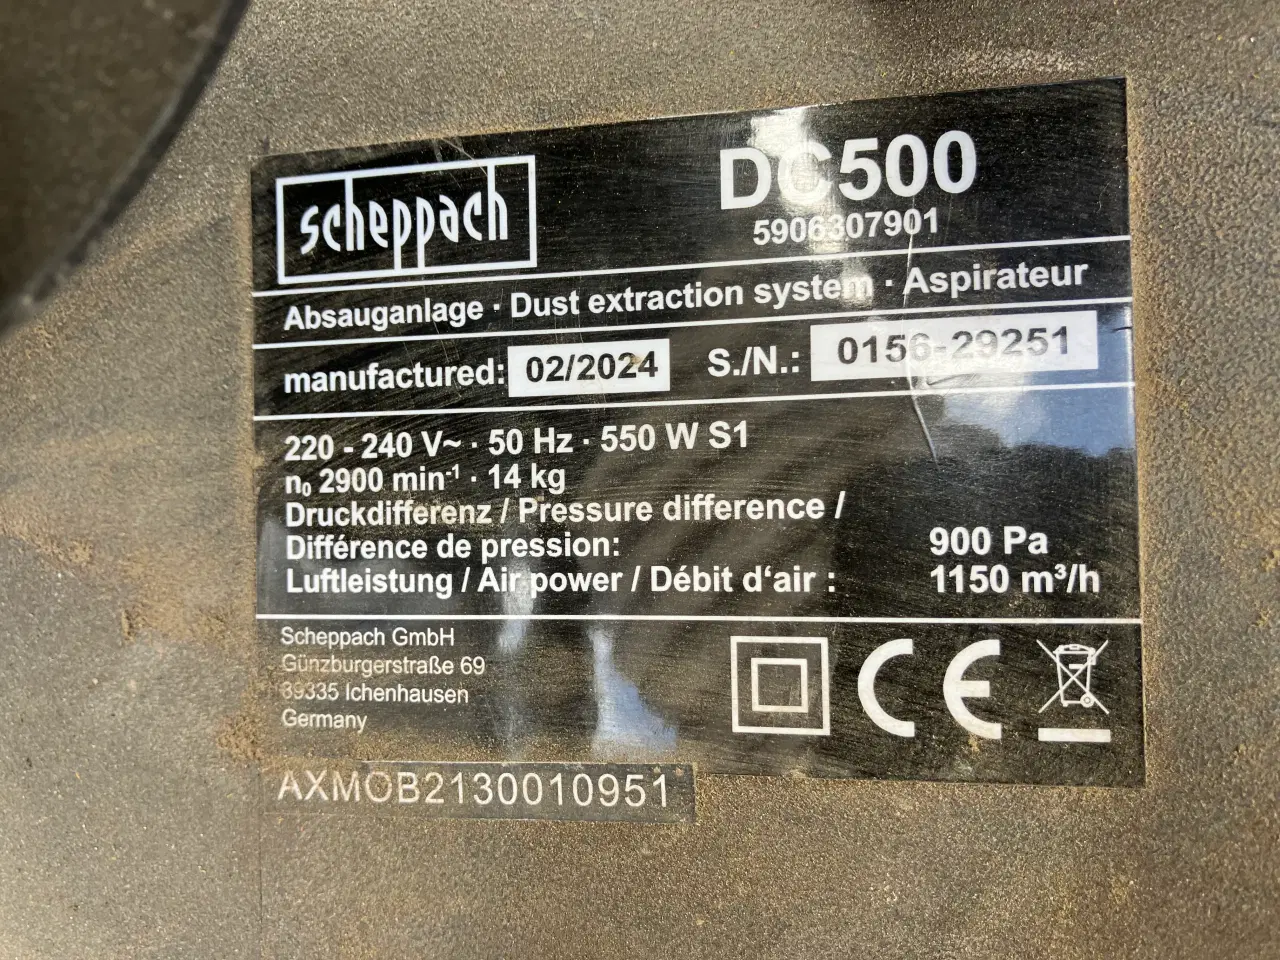 scheppach
DC500
5906307901
Absauganlage · Dust extraction system · Aspirateur
manufactured: 02/2024 S./N.: 0156-29251
220 - 240 V~ · 50 Hz · 550 W S1
n₀ 2900 min⁻¹ · 14 kg
Druckdifferenz / Pressure difference /
Différence de pression: 900 Pa
Luftleistung / Air power / Débit d‘air : 1150 m³/h
Scheppach GmbH
Günzburgerstraße 69
89335 Ichenhausen
Germany
CE
AXMOB2130010951